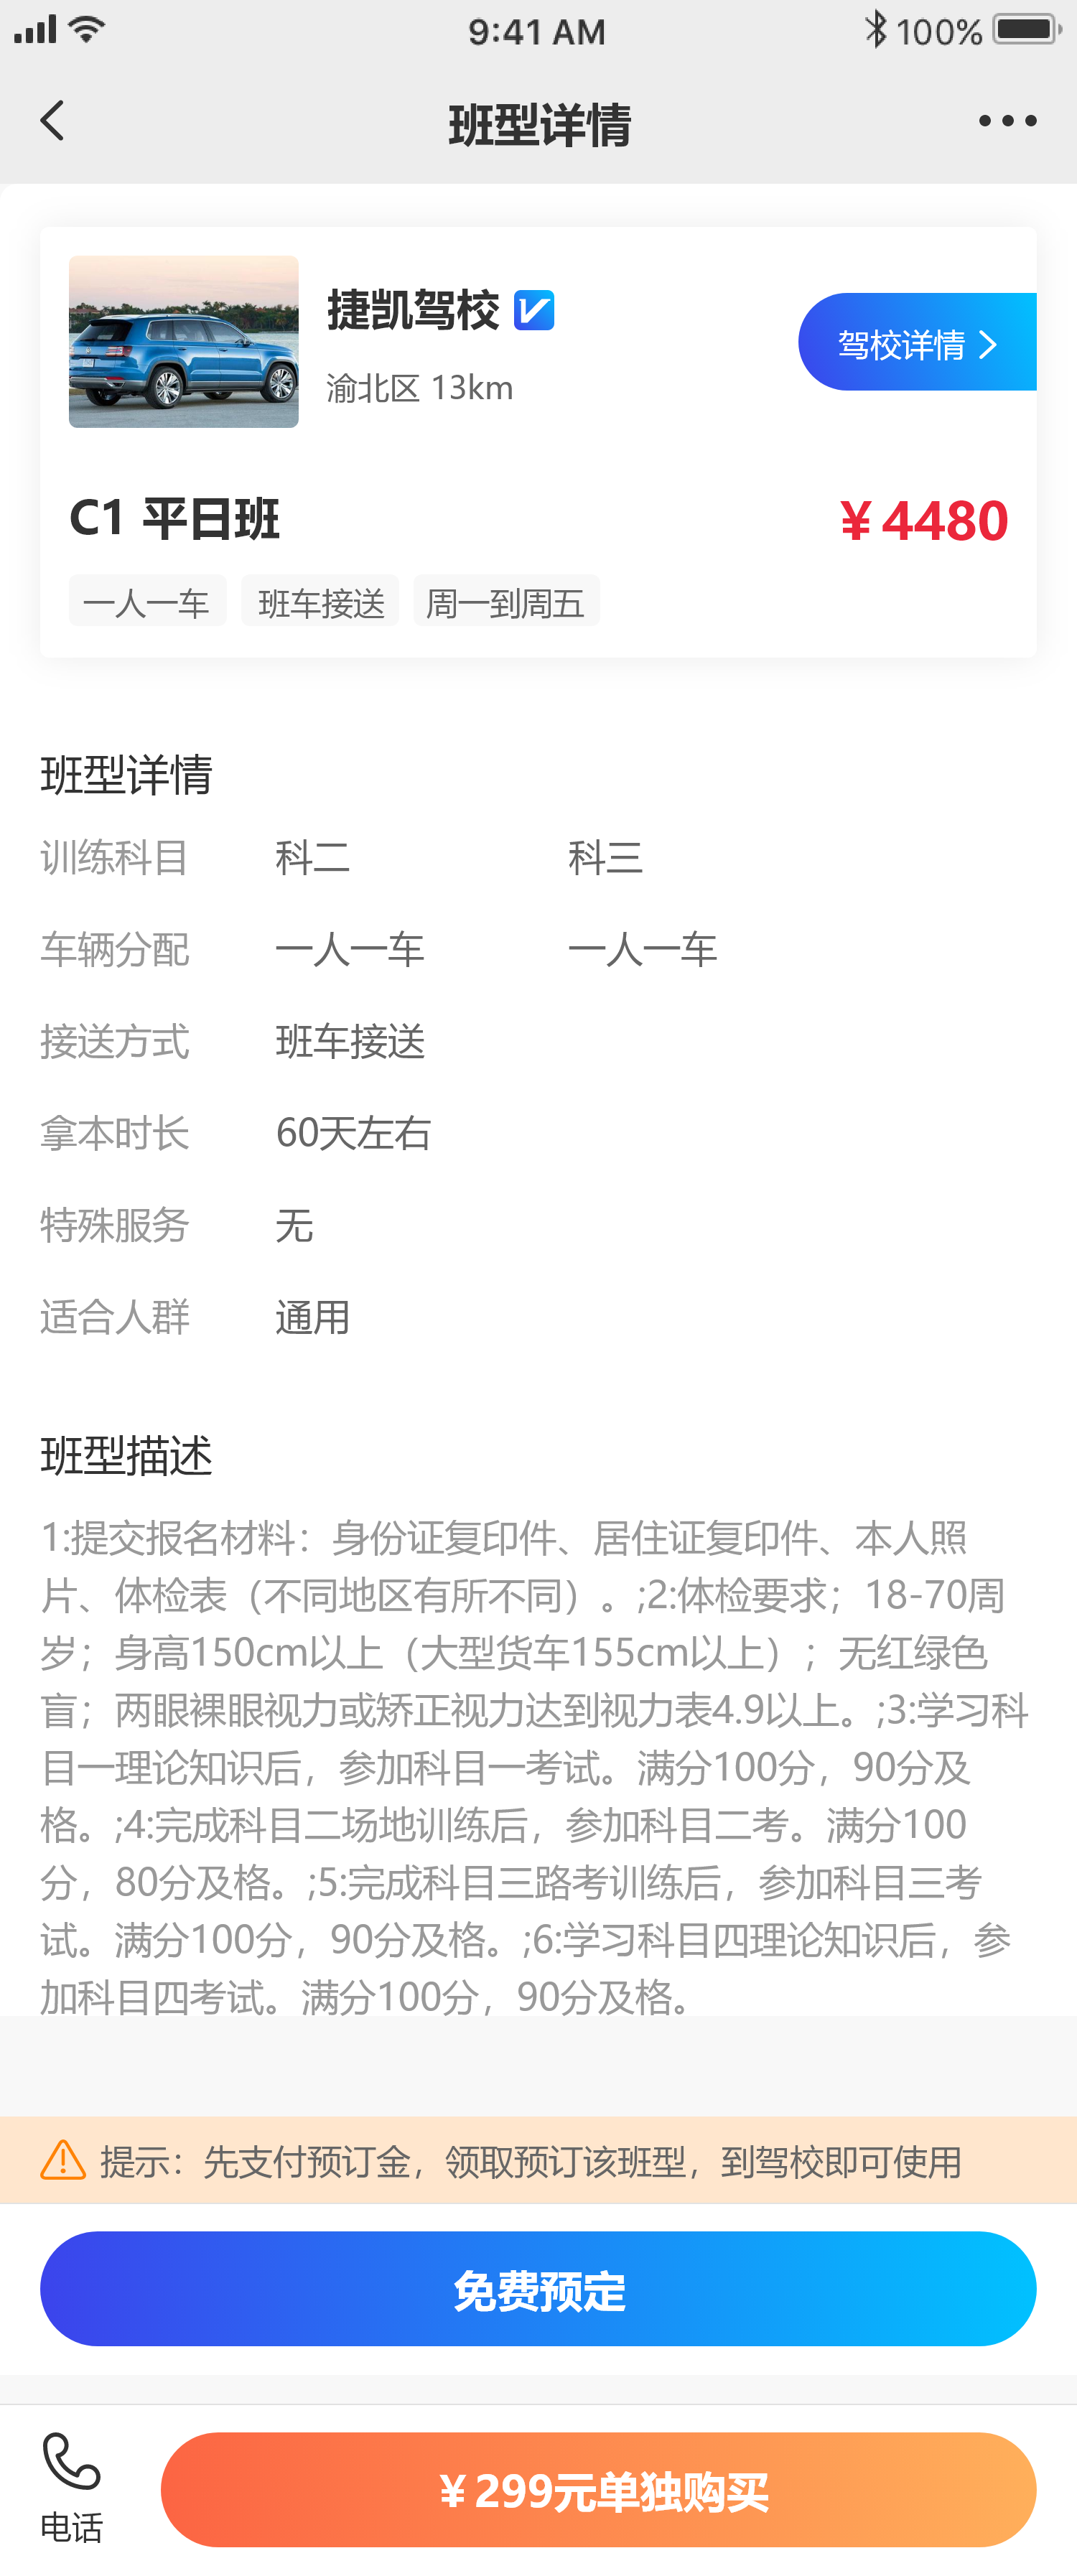 9:41 AM
100%
班型详情
捷凯驾校
渝北区 13km
驾校详情
C1 平日班
¥4480
一人一车
班车接送
周一到周五
班型详情
训练科目 科二 科三
车辆分配 一人一车 一人一车
接送方式 班车接送
拿本时长 60天左右
特殊服务 无
适合人群 通用
班型描述
1:提交报名材料：身份证复印件、居住证复印件、本人照
片、体检表（不同地区有所不同）。;2:体检要求；18-70周
岁；身高150cm以上（大型货车155cm以上）；无红绿色
盲；两眼裸眼视力或矫正视力达到视力表4.9以上。;3:学习科
目一理论知识后，参加科目一考试。满分100分，90分及
格。;4:完成科目二场地训练后，参加科目二考。满分100
分，80分及格。;5:完成科目三路考训练后，参加科目三考
试。满分100分，90分及格。;6:学习科目四理论知识后，参
加科目四考试。满分100分，90分及格。
提示：先支付预订金，领取预订该班型，到驾校即可使用
免费预定
电话
¥299元单独购买